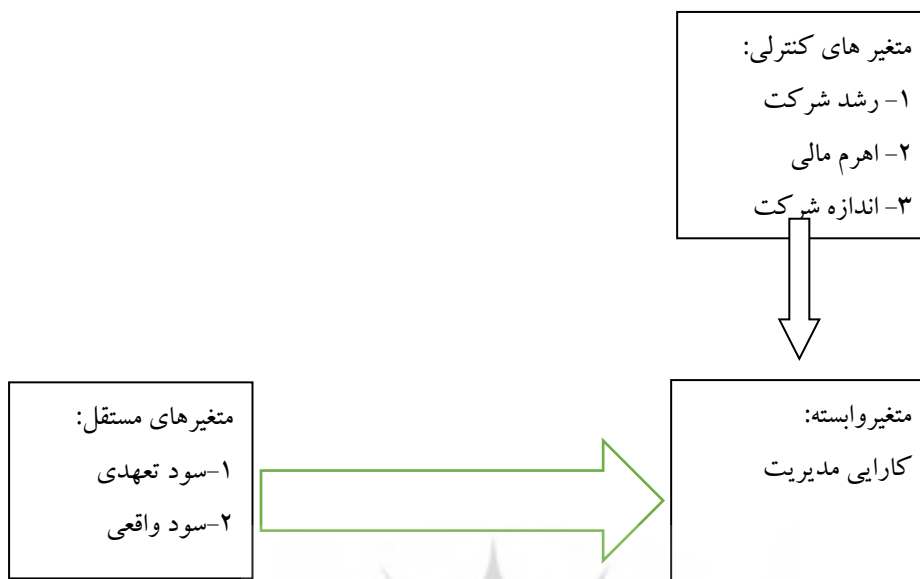 متغیر های کنترلی:
۱- رشد شرکت
۲- اهرم مالی
۳- اندازه شرکت
متغیرهای مستقل:
۱-سود تعهدی
۲-سود واقعی
متغیروابسته:
کارایی مدیریت